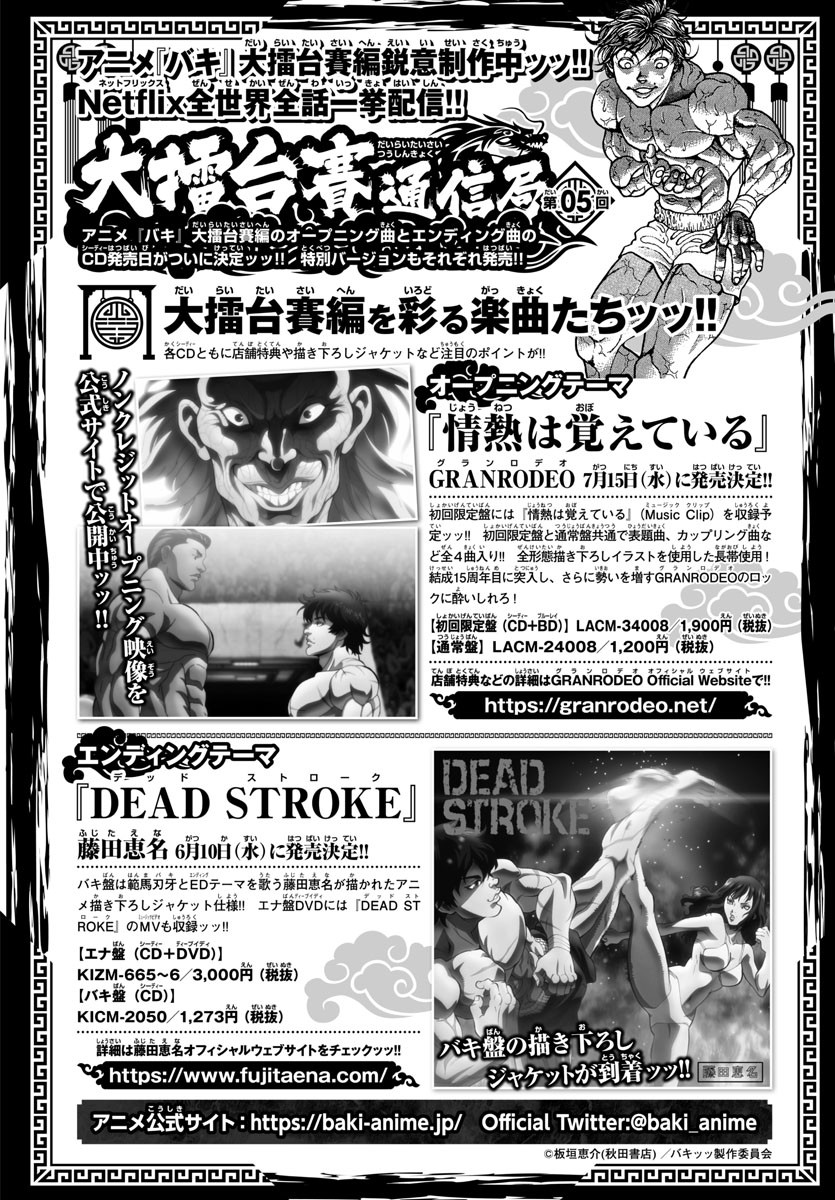 アニメ『バキ』大擂台賽編鋭意制作中ッッ!!
Netflix全世界全話一挙配信!!
大擂台賽通信局
第05回
アニメ『バキ』大擂台賽編のオープニング曲とエンディング曲の
CD発売日がついに決定ッッ!! 特別バージョンもそれぞれ発売!!
大擂台賽編を彩る楽曲たちッッ!!
各CDともに店舗特典や描き下ろしジャケットなど注目のポイントが!!
ノンクレジットオープニング映像を
公式サイトで公開中ッッ!!
オープニングテーマ
『情熱は覚えている』
GRANRODEO 7月15日(水)に発売決定!!
初回限定盤には『情熱は覚えている』(Music Clip) を収録予
定ッッ!! 初回限定盤と通常盤共通で表題曲、カップリング曲な
ど全4曲入り!! 全形態描き下ろしイラストを使用した長帯使用!
結成15周年目に突入し、さらに勢いを増すGRANRODEOのロッ
クに酔いしれろ!
【初回限定盤(CD+BD)】LACM-34008/1,900円(税抜)
【通常盤】LACM-24008/1,200円(税抜)
店舗特典などの詳細はGRANRODEO Official Websiteで!!
https://granrodeo.net/
エンディングテーマ
『DEAD STROKE』
藤田恵名 6月10日(水)に発売決定!!
バキ盤は範馬刃牙とEDテーマを歌う藤田恵名が描かれたアニ
メ描き下ろしジャケット仕様!! エナ盤DVDには『DEAD ST
ROKE』のMVも収録ッッ!!
【エナ盤(CD+DVD)】
KIZM-665〜6/3,000円(税抜)
【バキ盤(CD)】
KICM-2050/1,273円(税抜)
詳細は藤田恵名オフィシャルウェブサイトをチェックッッ!!
https://www.fujitaena.com/
DEAD
STROKE
バキ盤の描き下ろし
ジャケットが到着ッッ!!
藤田恵名
アニメ公式サイト:https://baki-anime.jp/ Official Twitter:@baki_anime
©板垣恵介(秋田書店)/バキッッ製作委員会